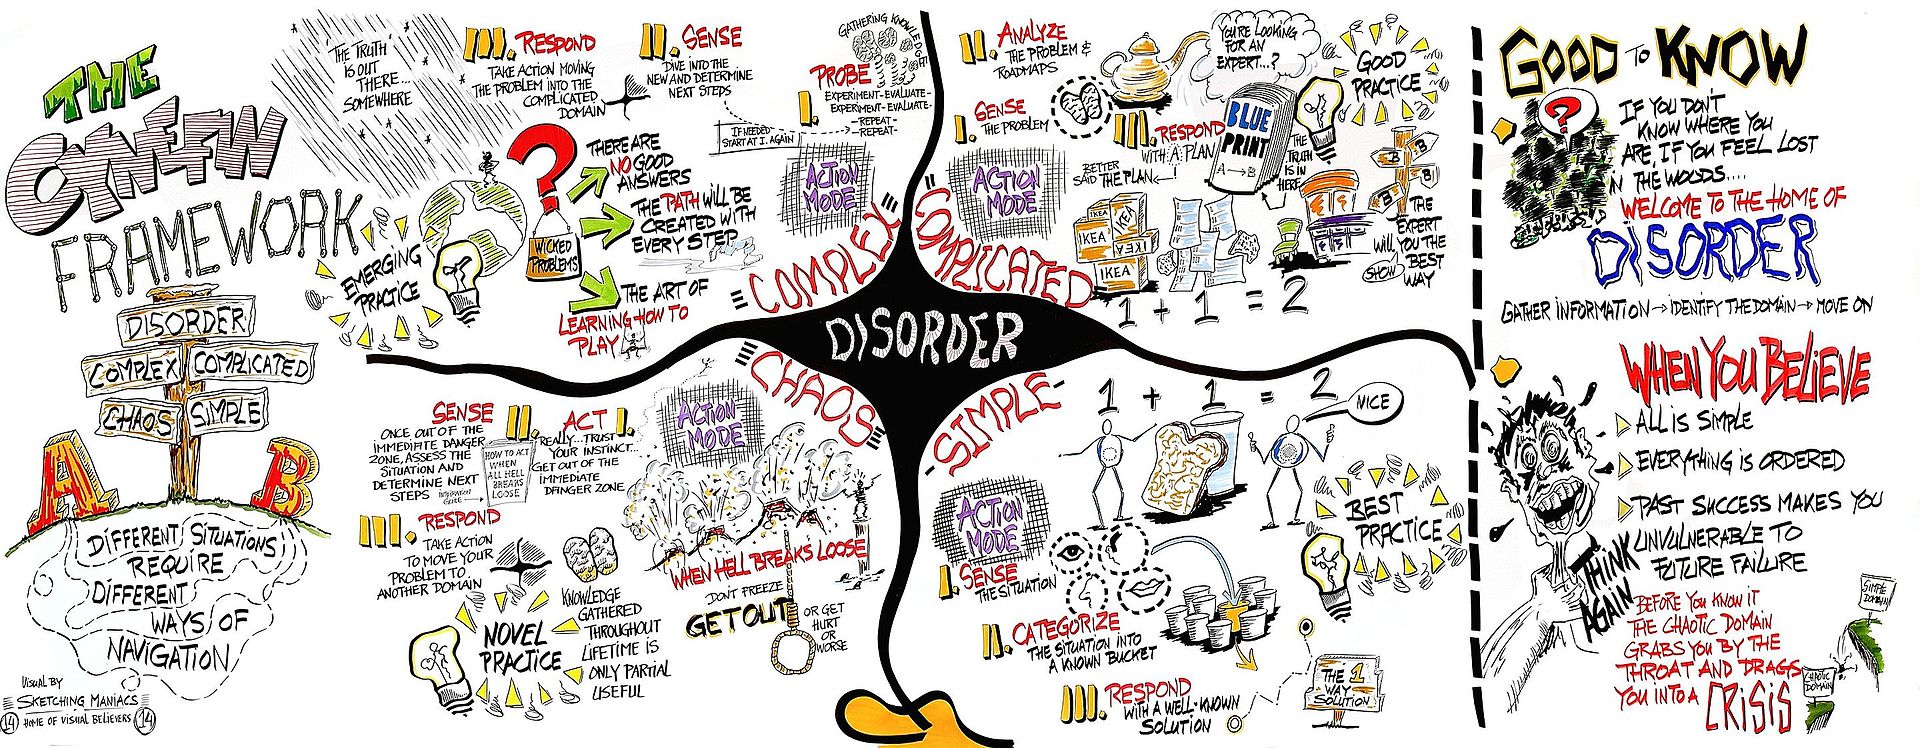 THE
CYNEFIN
FRAMEWORK
DISORDER
COMPLEX
COMPLICATED
CHAOS
SIMPLE
A
B
DIFFERENT SITUATIONS
REQUIRE
DIFFERENT
WAYS OF
NAVIGATION
VISUAL BY
SKETCHING MANIACS
14
HOME OF VISUAL BELIEVERS
14
'THE TRUTH'
IS OUT
THERE...
SOMEWHERE
III. RESPOND
TAKE ACTION MOVING
THE PROBLEM INTO THE
COMPLICATED
DOMAIN
II. SENSE
DIVE INTO THE
NEW AND DETERMINE
NEXT STEPS
IF NEEDED
START AT I. AGAIN
GATHERING KNOWLEDGE
PROBE
I.
EXPERIMENT-EVALUATE-
EXPERIMENT-EVALUATE-
-REPEAT-
-REPEAT-
ACTION
MODE
?
WICKED
PROBLEMS
THERE ARE
NO GOOD
ANSWERS
THE PATH WILL BE
CREATED WITH
EVERY STEP
THE ART OF
LEARNING HOW TO
PLAY
EMERGING
PRACTICE
COMPLEX
COMPLICATED
DISORDER
CHAOS
SIMPLE
II. ANALYZE
THE PROBLEM &
ROADMAPS
I. SENSE
THE PROBLEM
III. RESPOND
WITH A PLAN
BETTER
SAID THE PLAN
YOU'RE LOOKING
FOR AN
EXPERT...?
BLUE
PRINT
A → B
THE
TRUTH
IS IN
HERE
GOOD
PRACTICE
B
B
B
B
ACTION
MODE
IKEA
IKEA
IKEA
IKEA
IKEA
THE
EXPERT
WILL SHOW YOU THE
BEST
WAY
1 + 1 = 2
SENSE
II.
ONCE OUT OF THE
IMMEDIATE DANGER
ZONE, ASSESS THE
SITUATION AND
DETERMINE NEXT
STEPS
HOW TO ACT
WHEN
ALL HELL
BREAKS
LOOSE
ACT I.
REALLY...TRUST
YOUR INSTINCT...
GET OUT OF THE
IMMEDIATE
DANGER ZONE
ACTION
MODE
III. RESPOND
TAKE ACTION
TO MOVE YOUR
PROBLEM TO
ANOTHER DOMAIN
NOVEL
PRACTICE
KNOWLEDGE
GATHERED
THROUGHOUT
LIFETIME IS
ONLY PARTIAL
USEFUL
WHEN HELL BREAKS LOOSE
DON'T FREEZE
GET OUT
OR GET
HURT
OR
WORSE
1 + 1 = 2
NICE
ACTION
MODE
BEST
PRACTICE
I. SENSE
THE SITUATION
II. CATEGORIZE
THE SITUATION INTO
A KNOWN BUCKET
III. RESPOND
WITH A WELL-KNOWN
SOLUTION
THE 1
WAY
SOLUTION
GOOD TO KNOW
?
IF YOU DON'T
KNOW WHERE YOU
ARE, IF YOU FEEL LOST
IN THE WOODS....
WELCOME TO THE HOME OF
DISORDER
GATHER INFORMATION → IDENTIFY THE DOMAIN → MOVE ON
WHEN YOU BELIEVE
ALL IS SIMPLE
EVERYTHING IS ORDERED
PAST SUCCESS MAKES YOU
UNVULNERABLE TO
FUTURE FAILURE
THINK
AGAIN
BEFORE YOU KNOW IT
THE CHAOTIC DOMAIN
GRABS YOU BY THE
THROAT AND DRAGS
YOU INTO A CRISIS
SIMPLE
DOMAIN
CHAOTIC
DOMAIN